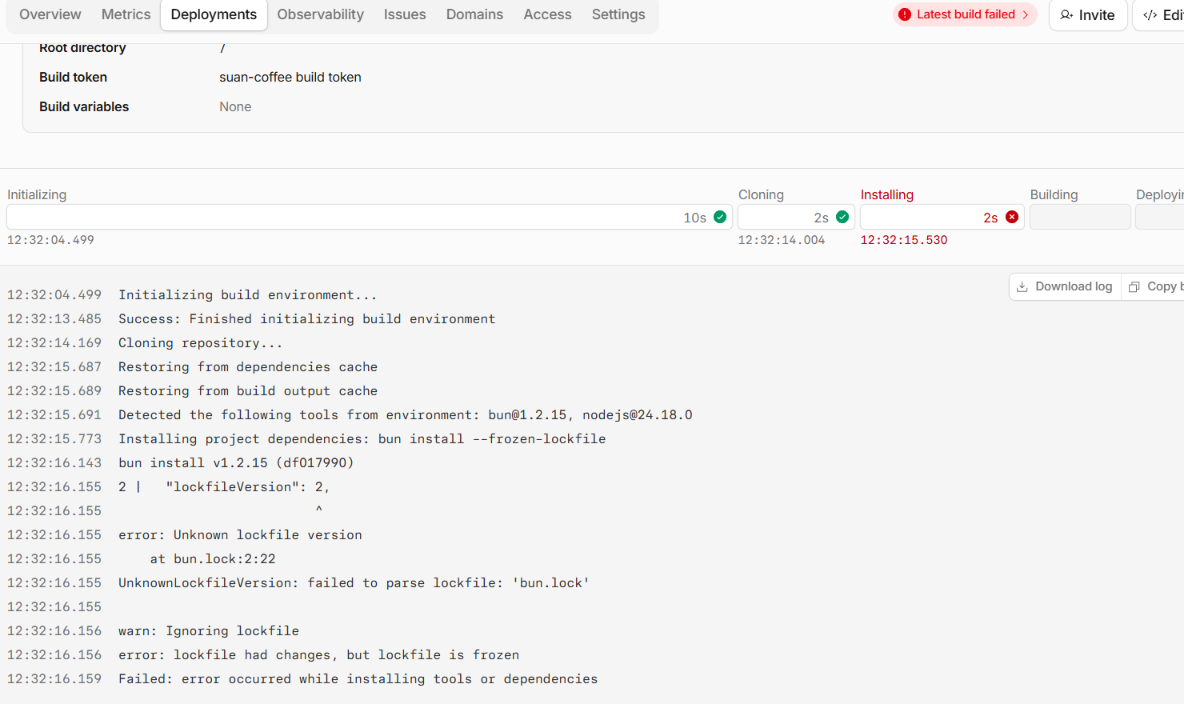 Overview Metrics Deployments Observability Issues Domains Access Settings Latest build failed Invite </> Edi
Root directory /
Build token suan-coffee build token
Build variables None
Initializing Cloning Installing Building Deployin
10s 2s 2s
12:32:04.499 12:32:14.004 12:32:15.530
Download log Copy b
12:32:04.499 Initializing build environment...
12:32:13.485 Success: Finished initializing build environment
12:32:14.169 Cloning repository...
12:32:15.687 Restoring from dependencies cache
12:32:15.689 Restoring from build output cache
12:32:15.691 Detected the following tools from environment: bun@1.2.15, nodejs@24.18.0
12:32:15.773 Installing project dependencies: bun install --frozen-lockfile
12:32:16.143 bun install v1.2.15 (df017990)
12:32:16.155 2 | "lockfileVersion": 2,
12:32:16.155 ^
12:32:16.155 error: Unknown lockfile version
12:32:16.155 at bun.lock:2:22
12:32:16.155 UnknownLockfileVersion: failed to parse lockfile: 'bun.lock'
12:32:16.155
12:32:16.156 warn: Ignoring lockfile
12:32:16.156 error: lockfile had changes, but lockfile is frozen
12:32:16.159 Failed: error occurred while installing tools or dependencies